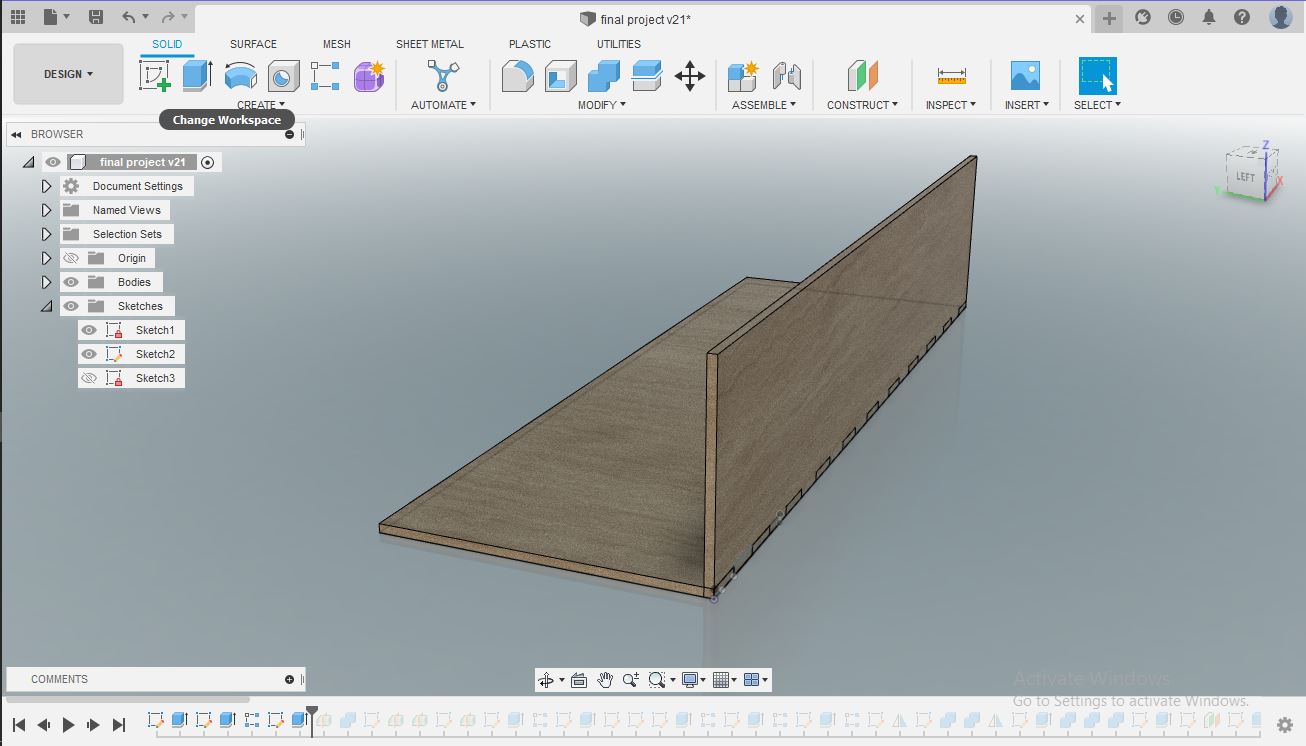 final project v21*
SOLID SURFACE MESH SHEET METAL PLASTIC UTILITIES
DESIGN
CREATE AUTOMATE MODIFY ASSEMBLE CONSTRUCT INSPECT INSERT SELECT
Change Workspace
BROWSER
final project v21
Document Settings
Named Views
Selection Sets
Origin
Bodies
Sketches
Sketch1
Sketch2
Sketch3
Z
LEFT
X
Y
COMMENTS
Activate Windows
Go to Settings to activate Windows.